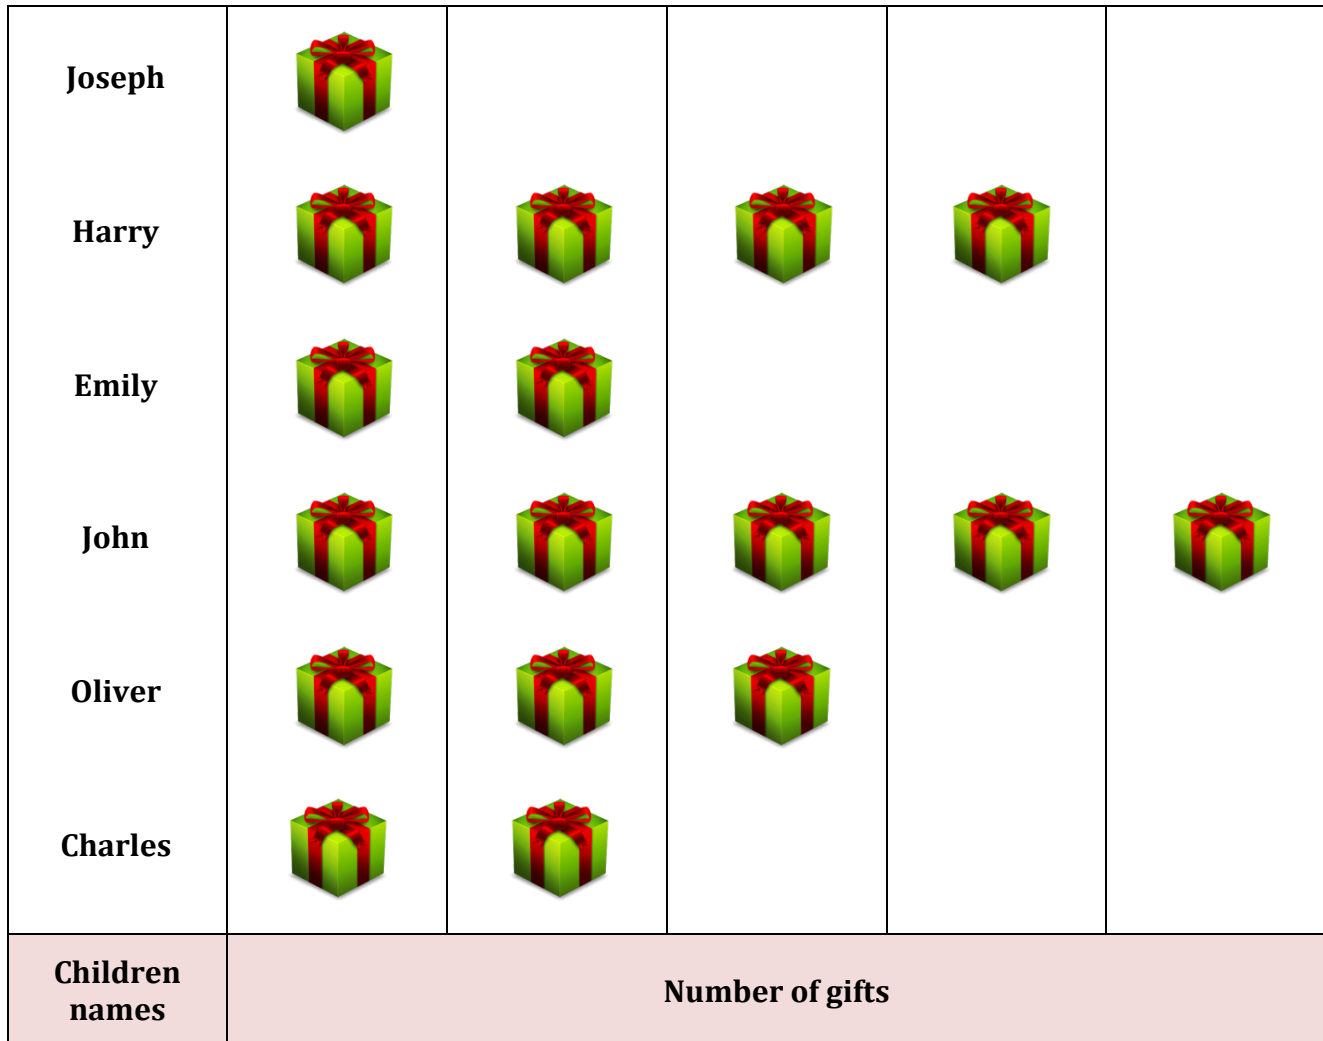 Joseph
Harry
Emily
John
Oliver
Charles
Children
names
Number of gifts